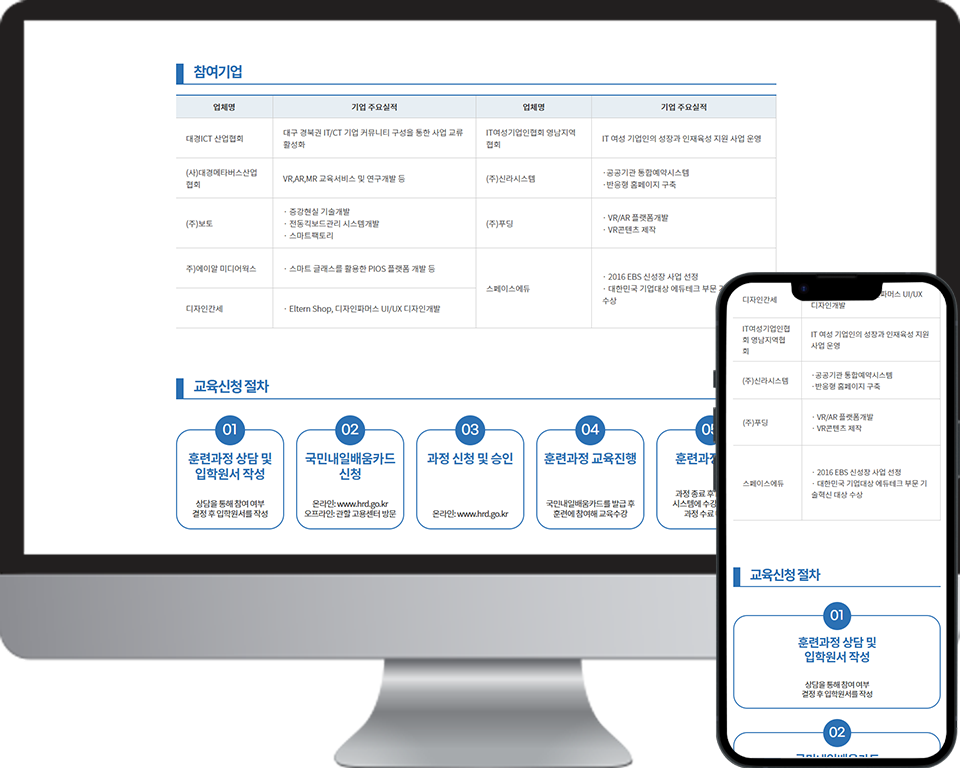 참여기업
업체명 기업 주요실적 업체명 기업 주요실적
대경ICT 산업협회
대구 경북권 IT/CT 기업 커뮤니티 구성을 통한 사업 교류
활성화
IT여성기업인협회 영남지역
협회
IT 여성 기업인의 성장과 인재육성 지원 사업 운영
(사)대경메타버스산업
협회
VR,AR,MR 교육서비스 및 연구개발 등
(주)신라시스템
·공공기관 통합예약시스템
·반응형 홈페이지 구축
(주)보토
· 증강현실 기술개발
· 전동킥보드관리 시스템개발
· 스마트팩토리
(주)푸딩
· VR/AR 플랫폼개발
· VR콘텐츠 제작
주)에이알 미디어웍스
· 스마트 글래스를 활용한 PIOS 플랫폼 개발 등
스페이스에듀
· 2016 EBS 신성장 사업 선정
· 대한민국 기업대상 에듀테크 부문
수상
디자인간세
· Eltern Shop, 디자인파머스 UI/UX 디자인개발
교육신청 절차
01
훈련과정 상담 및
입학원서 작성
상담을 통해 참여 여부
결정 후 입학원서를 작성
02
국민내일배움카드
신청
온라인: www.hrd.go.kr
오프라인: 관할 고용센터 방문
03
과정 신청 및 승인
온라인: www.hrd.go.kr
04
훈련과정 교육진행
국민내일배움카드를 발급 후
훈련에 참여해 교육수강
훈련과정
과정 종료 후
시스템에 수강
과정 수료
디자인간세
파머스 UI/UX
디자인개발
IT여성기업인협
회 영남지역협
회
IT 여성 기업인의 성장과 인재육성 지원
사업 운영
(주)신라시스템
·공공기관 통합예약시스템
·반응형 홈페이지 구축
(주)푸딩
· VR/AR 플랫폼개발
· VR콘텐츠 제작
스페이스에듀
· 2016 EBS 신성장 사업 선정
· 대한민국 기업대상 에듀테크 부문 기
술혁신 대상 수상
교육신청 절차
01
훈련과정 상담 및
입학원서 작성
상담을 통해 참여 여부
결정 후 입학원서를 작성
02